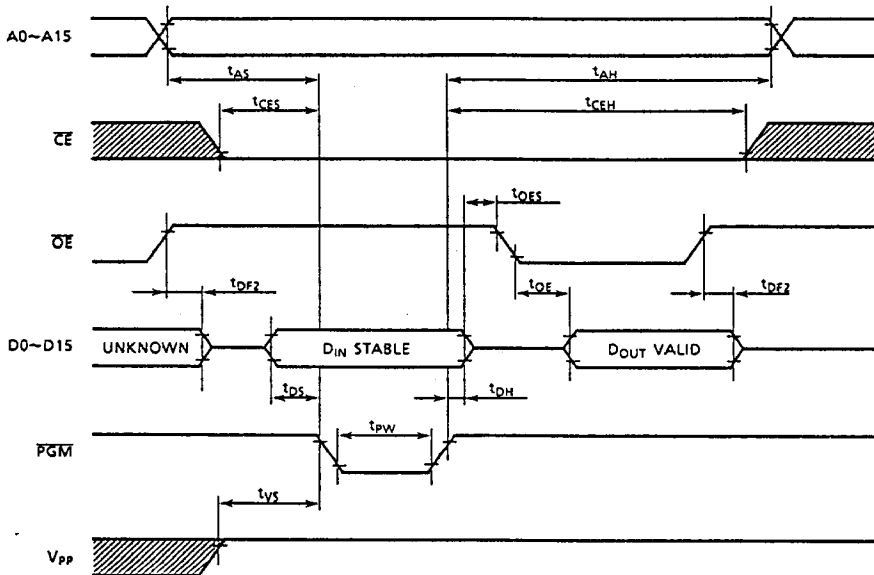 A0~A15
tAS
tAH
tCES
tCEH
CE
tOES
OE
tDF2
tOE
tDF2
D0~D15
UNKNOWN
DIN STABLE
DOUT VALID
tDS
tDH
PGM
tPW
tVS
VPP